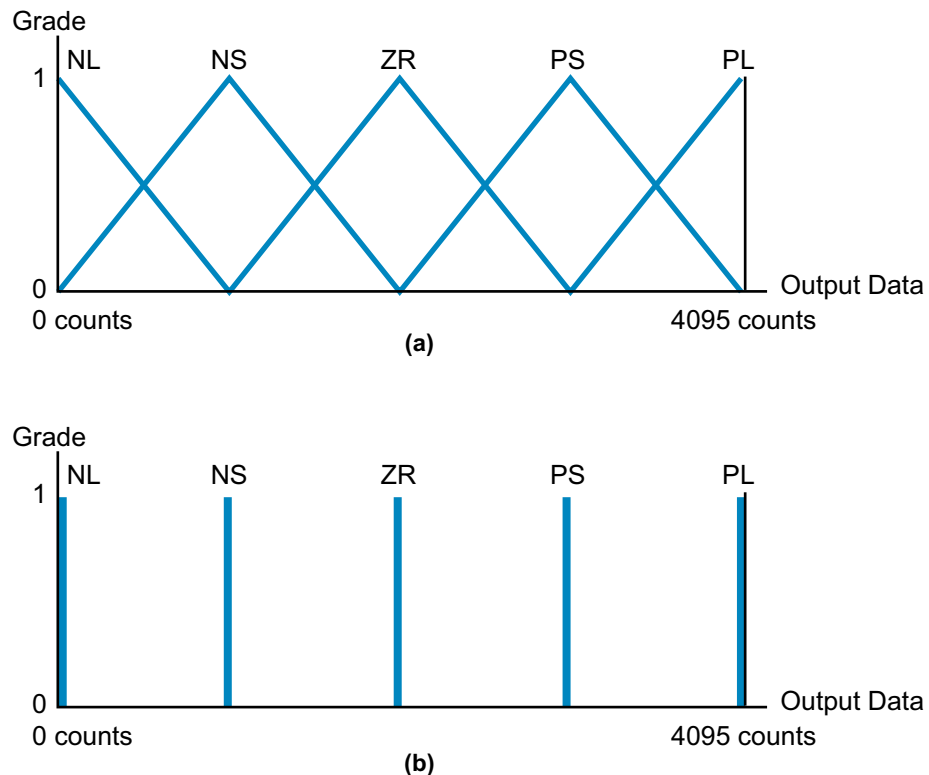 Grade
NL NS ZR PS PL
1
0
Output Data
0 counts 4095 counts
(a)
Grade
NL NS ZR PS PL
1
0
Output Data
0 counts 4095 counts
(b)